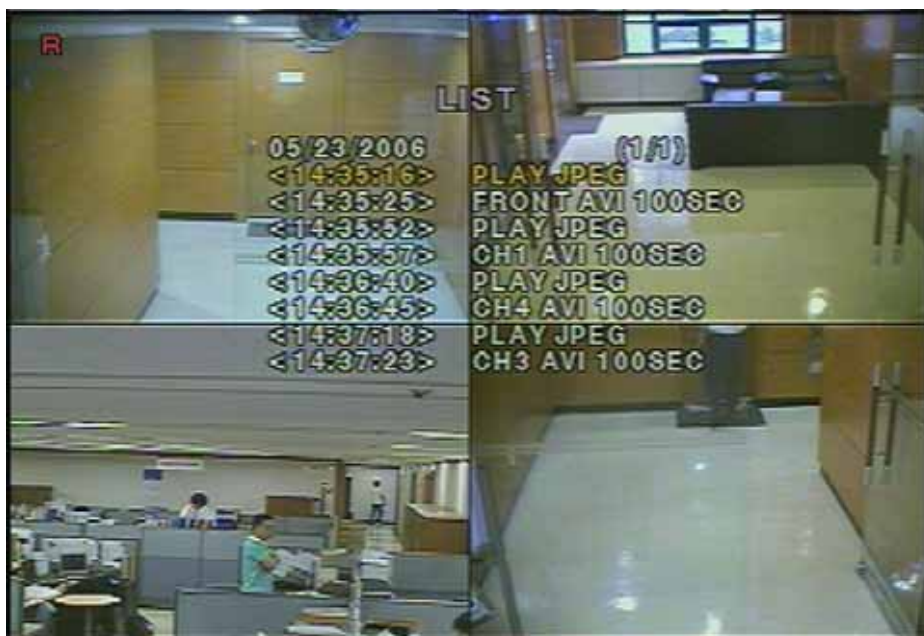 R
LIST
05/23/2006 (1/1)
<14:35:16> PLAY JPEG
<14:35:25> FRONT AVI 100SEC
<14:35:52> PLAY JPEG
<14:35:57> CH1 AVI 100SEC
<14:36:40> PLAY JPEG
<14:36:45> CH4 AVI 100SEC
<14:37:18> PLAY JPEG
<14:37:23> CH3 AVI 100SEC